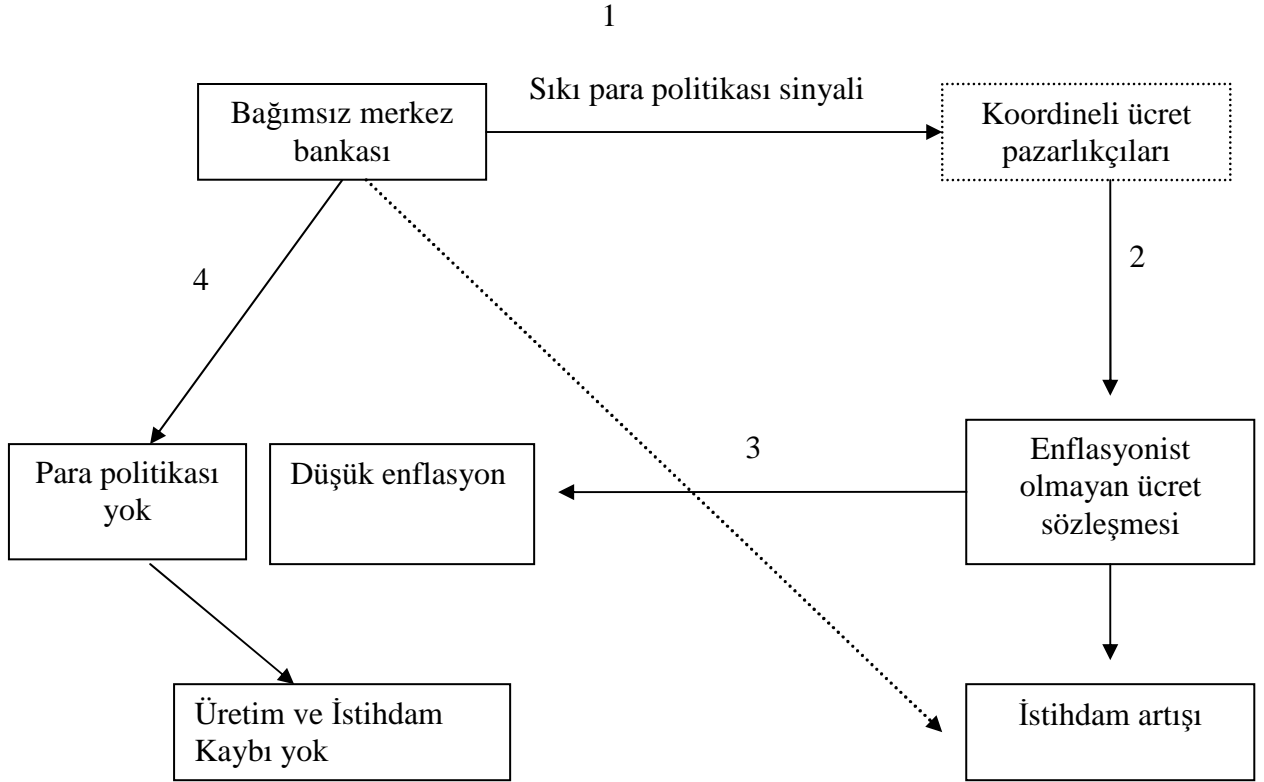 1
Sıkı para politikası sinyali
Bağımsız merkez
bankası
Koordineli ücret
pazarlıkçıları
2
4
3
Para politikası
yok
Düşük enflasyon
Enflasyonist
olmayan ücret
sözleşmesi
Üretim ve İstihdam
Kaybı yok
İstihdam artışı